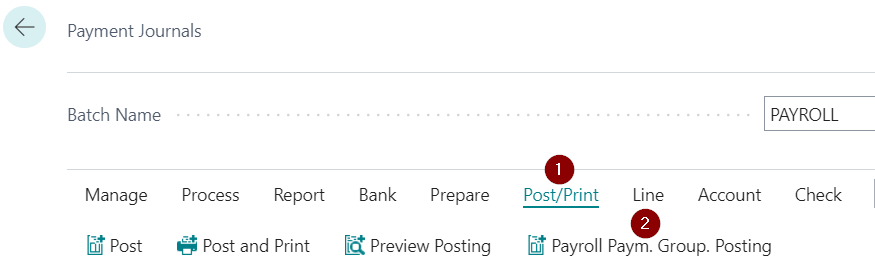 Payment Journals
Batch Name PAYROLL
1
Manage Process Report Bank Prepare Post/Print Line Account Check
2
Post Post and Print Preview Posting Payroll Paym. Group. Posting